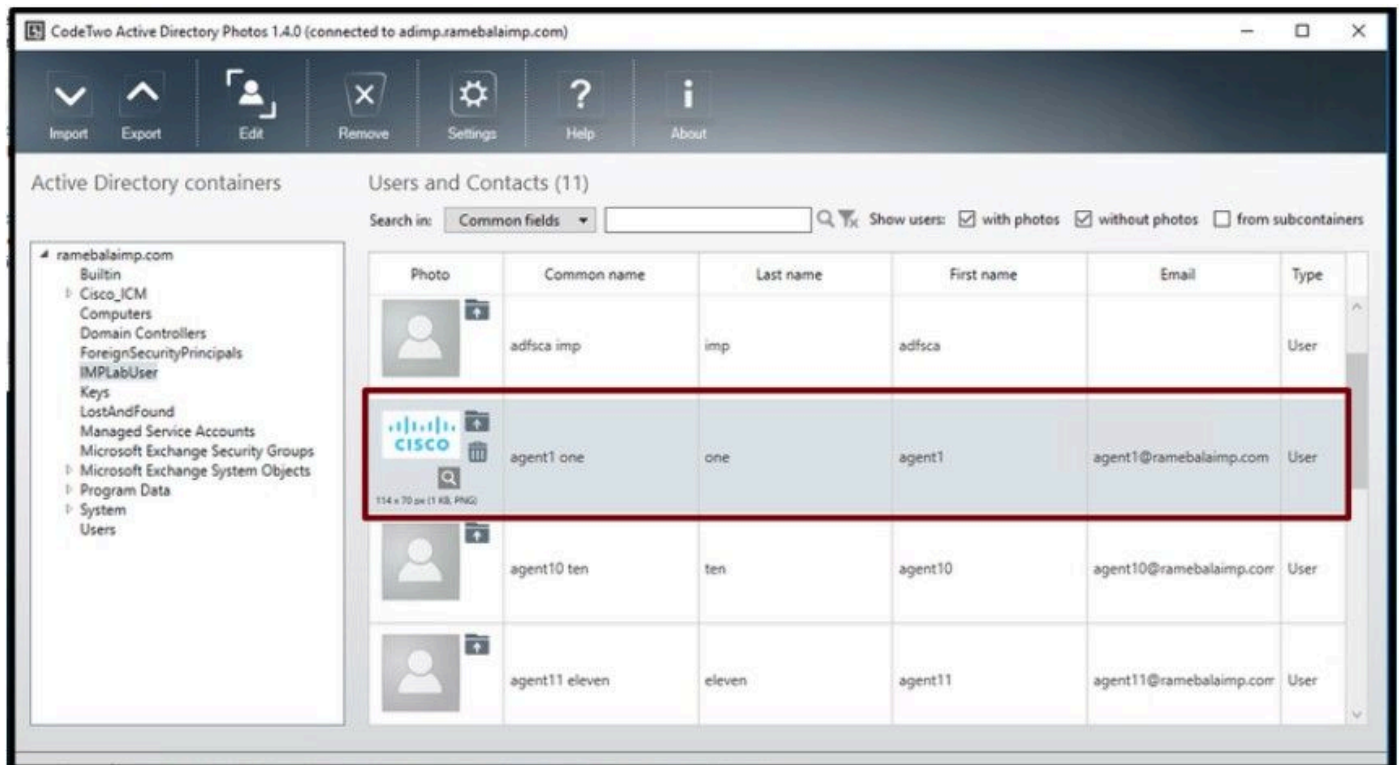 CodeTwo Active Directory Photos 1.4.0 (connected to adimp.ramebalaimp.com)
Import Export Edit Remove Settings Help About
Active Directory containers
Users and Contacts (11)
Search in: Common fields Show users: with photos without photos from subcontainers
ramebalaimp.com
Builtin
Cisco_ICM
Computers
Domain Controllers
ForeignSecurityPrincipals
IMPLabUser
Keys
LostAndFound
Managed Service Accounts
Microsoft Exchange Security Groups
Microsoft Exchange System Objects
Program Data
System
Users
Photo Common name Last name First name Email Type
adfsca imp imp adfsca User
CISCO
agent1 one one agent1 agent1@ramebalaimp.com User
114 x 70 px (1 KB, PNG)
agent10 ten ten agent10 agent10@ramebalaimp.com User
agent11 eleven eleven agent11 agent11@ramebalaimp.com User